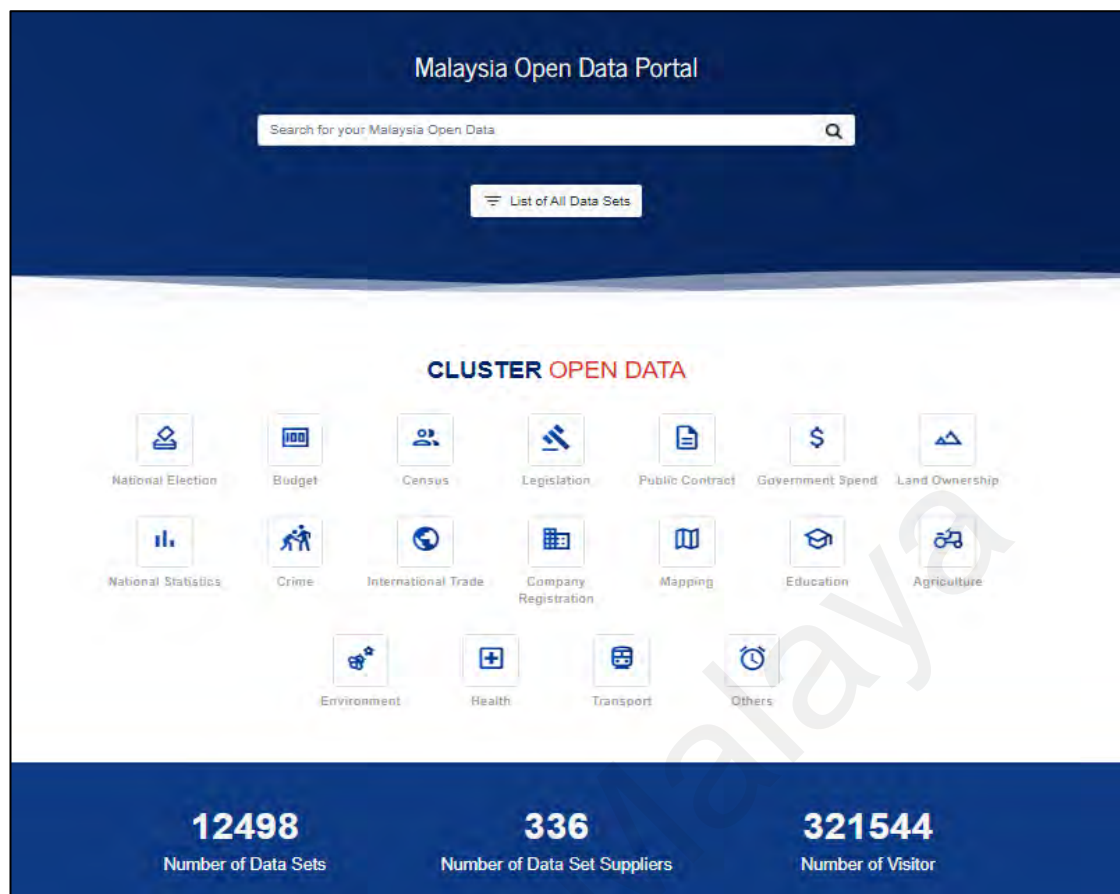 Malaysia Open Data Portal
Search for your Malaysia Open Data
List of All Data Sets
CLUSTER OPEN DATA
National Election Budget Census Legislation Public Contract Government Spend Land Ownership
National Statistics Crime International Trade Company Registration Mapping Education Agriculture
Environment Health Transport Others
12498 336 321544
Number of Data Sets Number of Data Set Suppliers Number of Visitor
Malaya